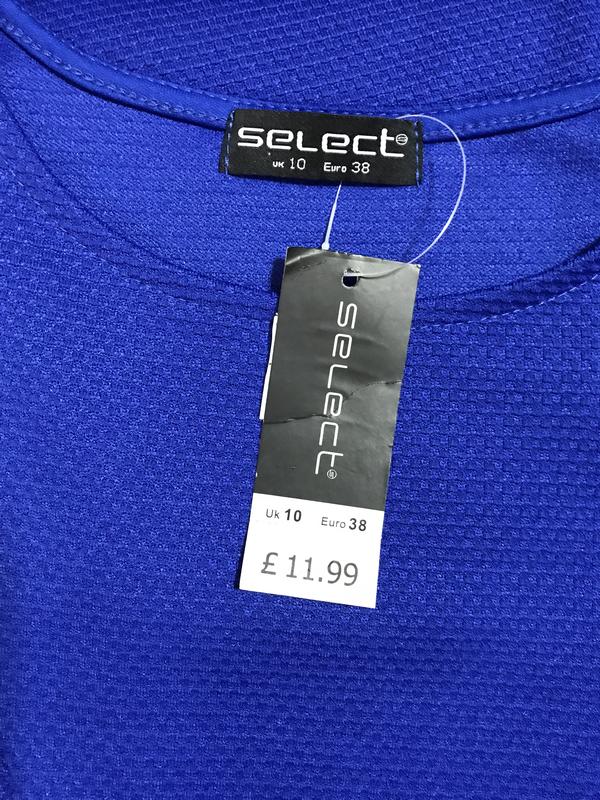 select
UK 10 Euro 38
select
Uk 10 Euro 38
£11.99